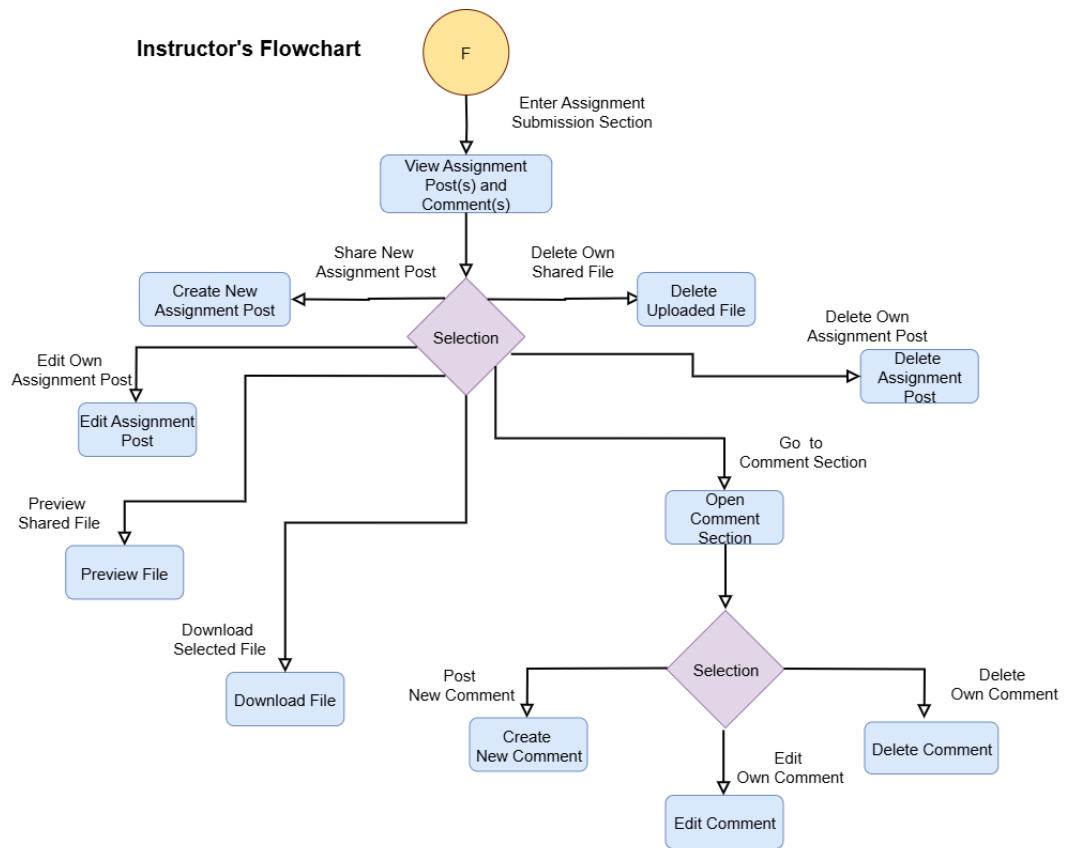 Instructor's Flowchart
F
Enter Assignment
Submission Section
View Assignment
Post(s) and
Comment(s)
Share New
Assignment Post
Delete Own
Shared File
Create New
Assignment Post
Delete
Uploaded File
Selection
Delete Own
Assignment Post
Edit Own
Assignment Post
Delete
Assignment
Post
Edit Assignment
Post
Go  to
Comment Section
Preview
Shared File
Open
Comment
Section
Preview File
Download
Selected File
Download File
Selection
Post
New Comment
Delete
Own Comment
Create
New Comment
Delete Comment
Edit
Own Comment
Edit Comment